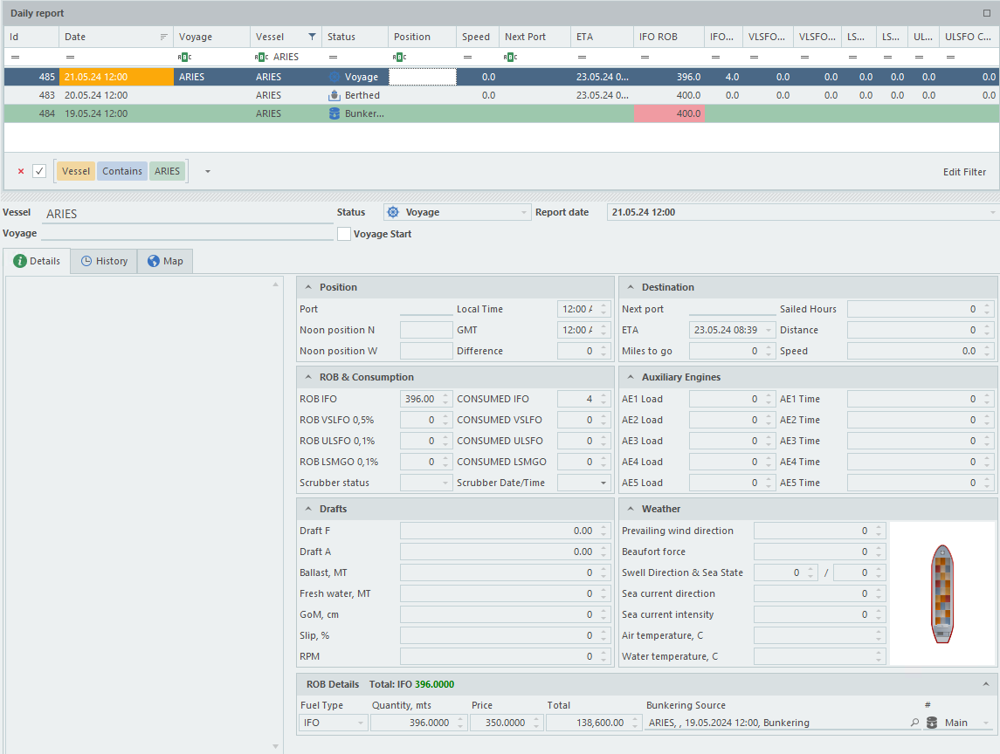 Daily report
Id Date Voyage Vessel Status Position Speed Next Port ETA IFO ROB IFO... VLSFO... VLSFO... LS... LS... UL... ULSFO C...
= = ABC ABC ARIES = ABC = ABC = = = = = = = = =
485 21.05.24 12:00 ARIES ARIES Voyage 0.0 23.05.24 0... 396.0 4.0 0.0 0.0 0.0 0.0 0.0 0.0
483 20.05.24 12:00 ARIES Berthed 0.0 23.05.24 0... 400.0 0.0 0.0 0.0 0.0 0.0 0.0 0.0
484 19.05.24 12:00 ARIES Bunker... 400.0
Vessel Contains ARIES Edit Filter
Vessel ARIES Status Voyage Report date 21.05.24 12:00
Voyage Voyage Start
Details History Map
Position
Port Local Time 12:00
Noon position N GMT 12:00
Noon position W Difference 0
Destination
Next port Sailed Hours 0
ETA 23.05.24 08:39 Distance 0
Miles to go 0 Speed 0.0
ROB & Consumption
ROB IFO 396.00 CONSUMED IFO 4
ROB VSLFO 0,5% 0 CONSUMED VSLFO 0
ROB ULSFO 0,1% 0 CONSUMED ULSFO 0
ROB LSMGO 0,1% 0 CONSUMED LSMGO 0
Scrubber status Scrubber Date/Time
Auxiliary Engines
AE1 Load 0 AE1 Time 0
AE2 Load 0 AE2 Time 0
AE3 Load 0 AE3 Time 0
AE4 Load 0 AE4 Time 0
AE5 Load 0 AE5 Time 0
Drafts
Draft F 0.00
Draft A 0.00
Ballast, MT 0
Fresh water, MT 0
GoM, cm 0
Slip, % 0
RPM 0
Weather
Prevailing wind direction 0
Beaufort force 0
Swell Direction & Sea State 0 / 0
Sea current direction 0
Sea current intensity 0
Air temperature, C
Water temperature, C
ROB Details Total: IFO 396.0000
Fuel Type Quantity, mts Price Total Bunkering Source #
IFO 396.0000 350.0000 138,600.00 ARIES, , 19.05.2024 12:00, Bunkering Main